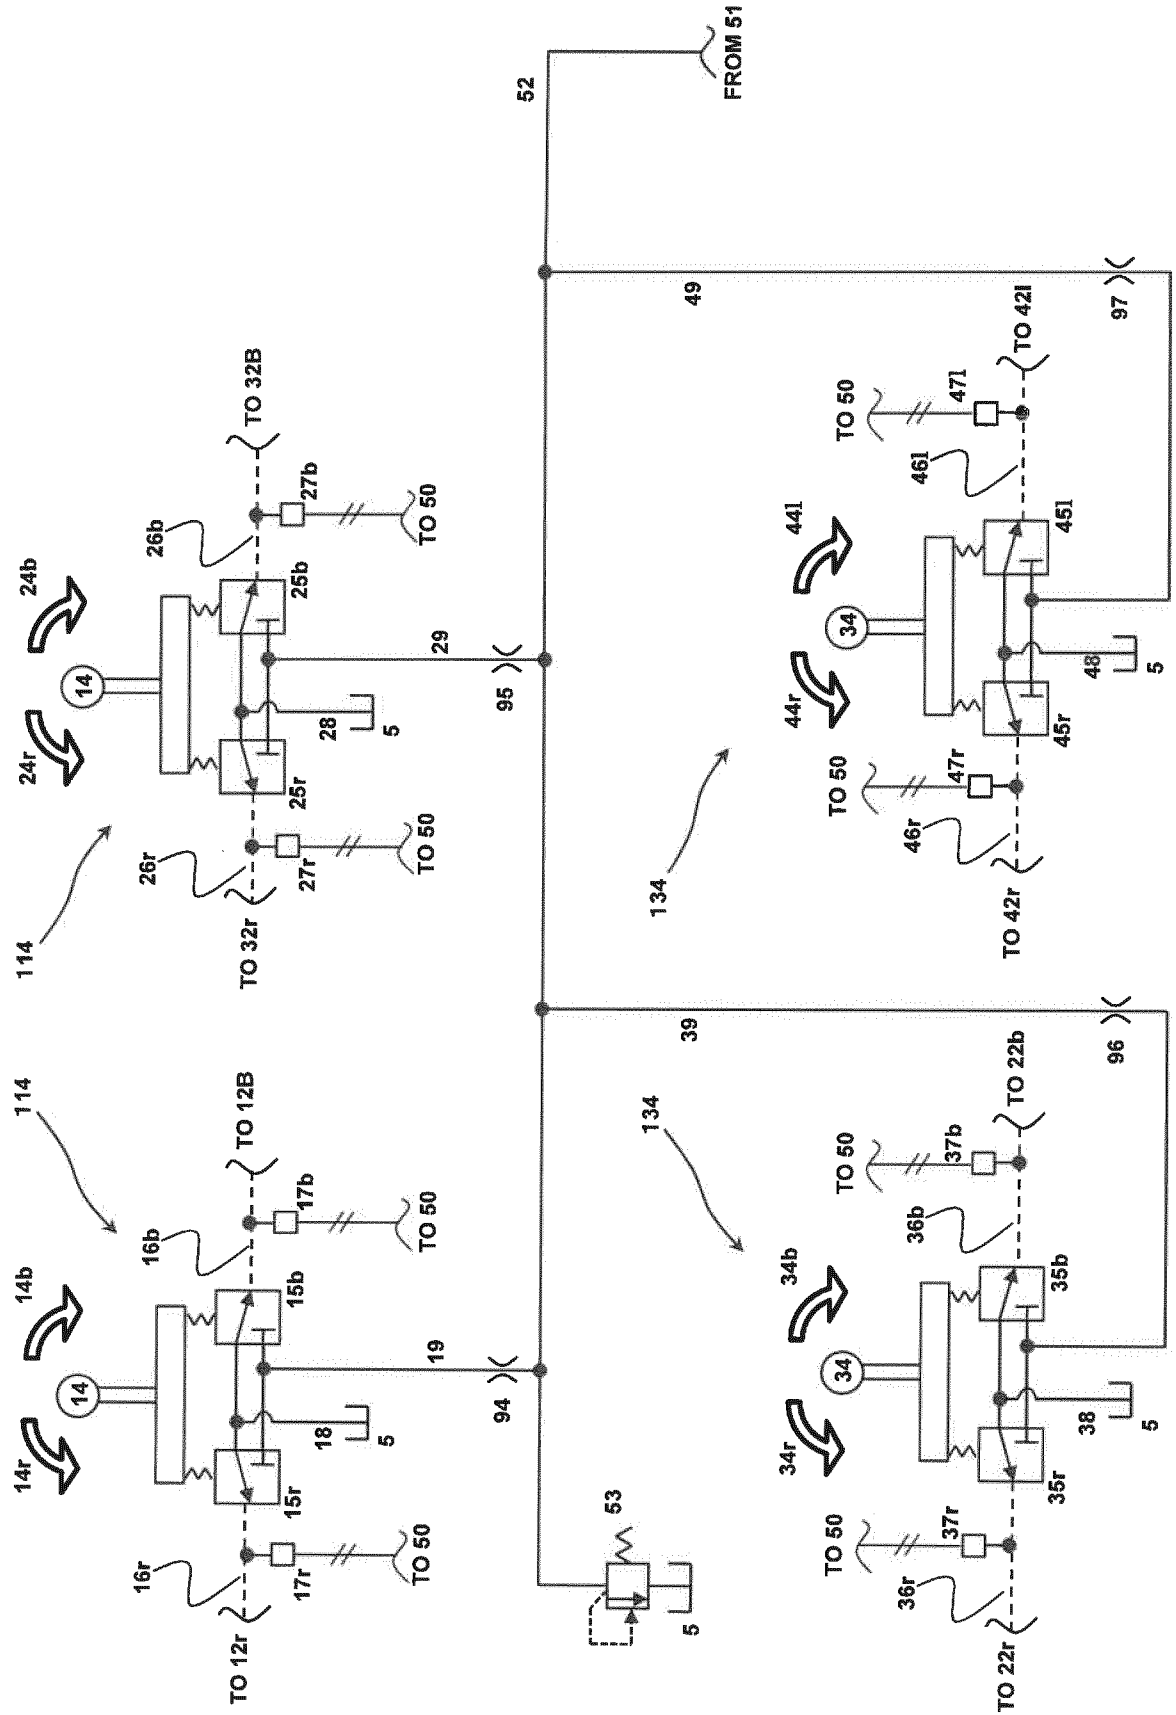 114
14r
14b
14
16r
16b
15r
15b
TO 12r
TO 12B
17r
17b
18
5
19
TO 50
TO 50
94
114
24r
24b
14
26r
26b
25r
25b
TO 32r
TO 32B
27r
27b
28
5
29
TO 50
TO 50
95
52
FROM 51
53
5
39
49
134
34r
34b
34
TO 50
TO 50
37r
37b
36r
36b
35r
35b
TO 22r
TO 22b
38
5
96
134
44r
44l
34
TO 50
TO 50
47r
47l
46r
46l
45r
45l
TO 42r
TO 42l
48
5
97